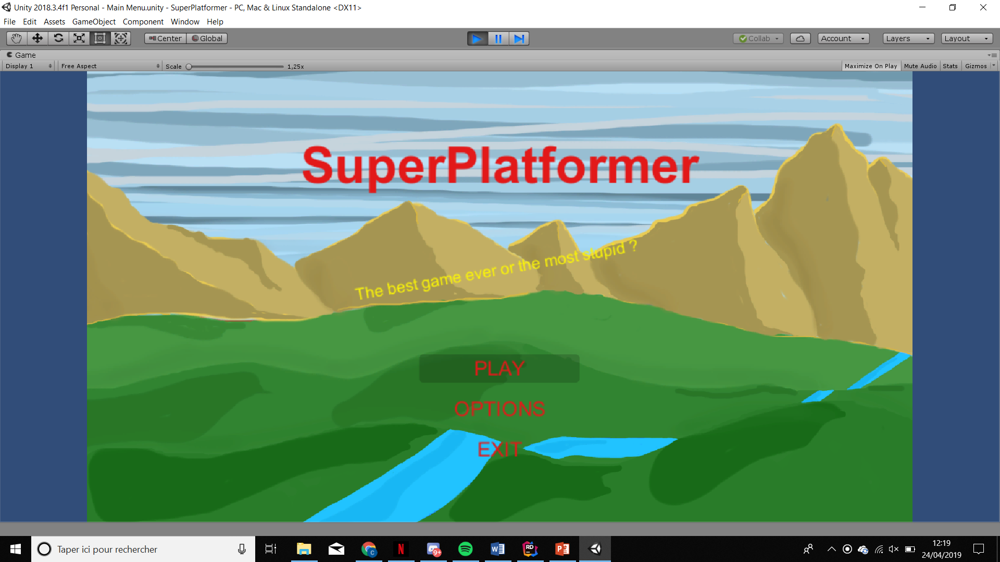 Unity 2018.3.4f1 Personal - Main Menu.unity - SuperPlatformer - PC, Mac & Linux Standalone <DX11>
File Edit Assets GameObject Component Window Help
Center Global Collab Account Layers Layout
Game
Display 1 Free Aspect Scale 1,25x Maximize On Play Mute Audio Stats Gizmos
SuperPlatformer
The best game ever or the most stupid ?
PLAY
OPTIONS
EXIT
Taper ici pour rechercher
C
N
9+
W
RD
P
12:19
24/04/2019